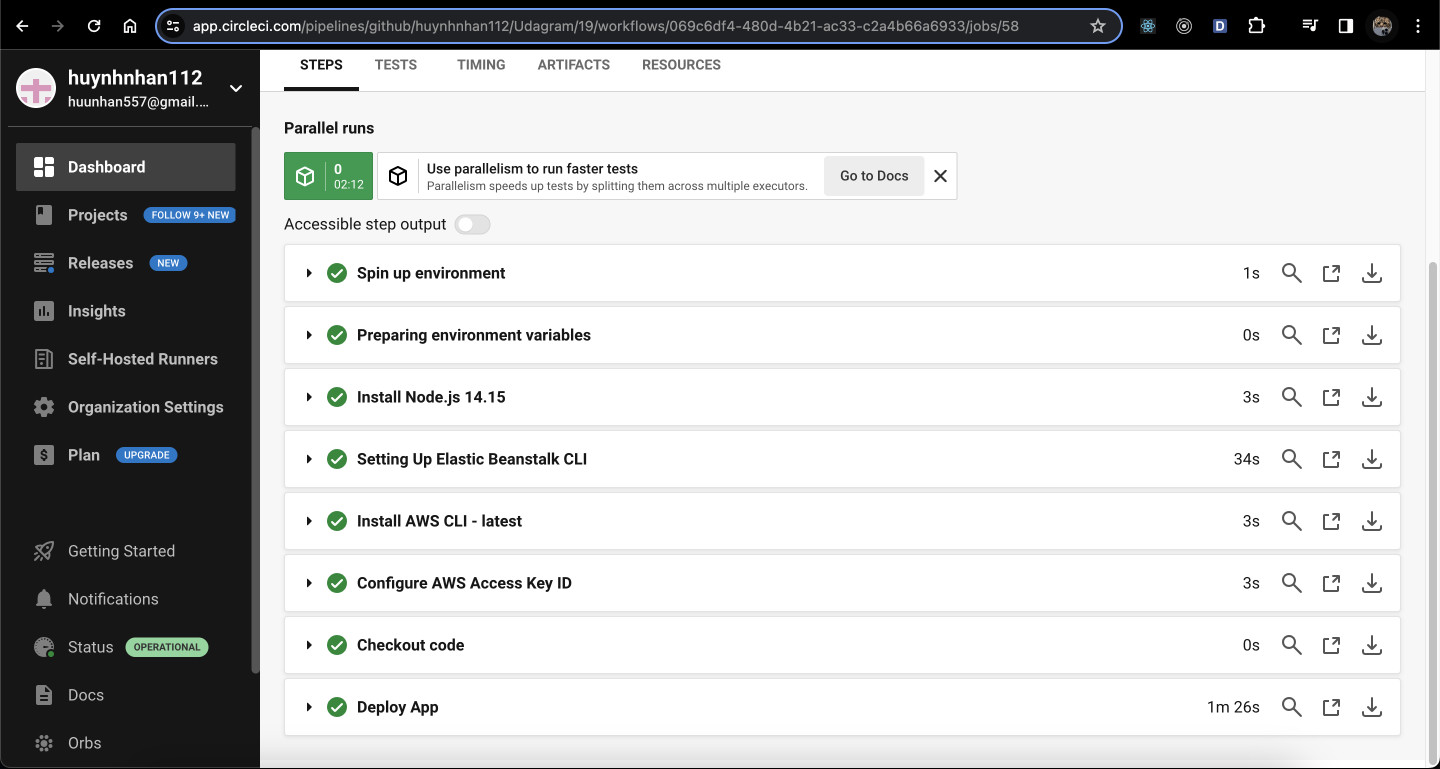 app.circleci.com/pipelines/github/huynhnhan112/Udagram/19/workflows/069c6df4-480d-4b21-ac33-c2a4b66a6933/jobs/58
D
huynhnhan112
huunhan557@gmail....
Dashboard
Projects FOLLOW 9+ NEW
Releases NEW
Insights
Self-Hosted Runners
Organization Settings
Plan UPGRADE
Getting Started
Notifications
Status OPERATIONAL
Docs
Orbs
STEPS TESTS TIMING ARTIFACTS RESOURCES
Parallel runs
0
02:12
Use parallelism to run faster tests
Parallelism speeds up tests by splitting them across multiple executors.
Go to Docs
Accessible step output
Spin up environment 1s
Preparing environment variables 0s
Install Node.js 14.15 3s
Setting Up Elastic Beanstalk CLI 34s
Install AWS CLI - latest 3s
Configure AWS Access Key ID 3s
Checkout code 0s
Deploy App 1m 26s